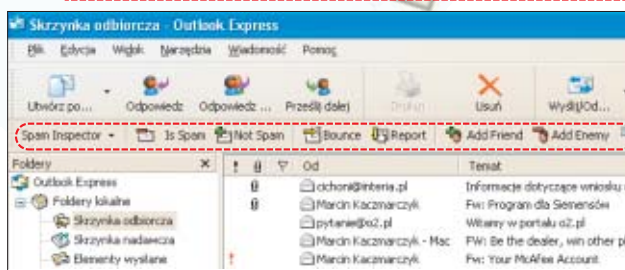 Skrzynka odbiorcza - Outlook Express
Plik Edycja Widok Narzędzia Wiadomość Pomoc
Utwórz po... Odpowiedz Odpowiedz ... Prześlij dalej Drukuj Usuń Wyślij/Od...
Spam Inspector Is Spam Not Spam Bounce Report Add Friend Add Enemy
Foldery × ! Od Temat
Outlook Express cichoni@interia.pl Informacje dotyczące wniosku
Foldery lokalne Marcin Kaczmarczyk Fw: Program dla Siemensów
Skrzynka odbiorcza pytanie@o2.pl Witamy w portalu o2.pl
Skrzynka nadawcza Marcin Kaczmarczyk - Mac FW: Be the dealer, win other
Elementy wysłane ! Marcin Kaczmarczyk Fw: Your McAfee Account